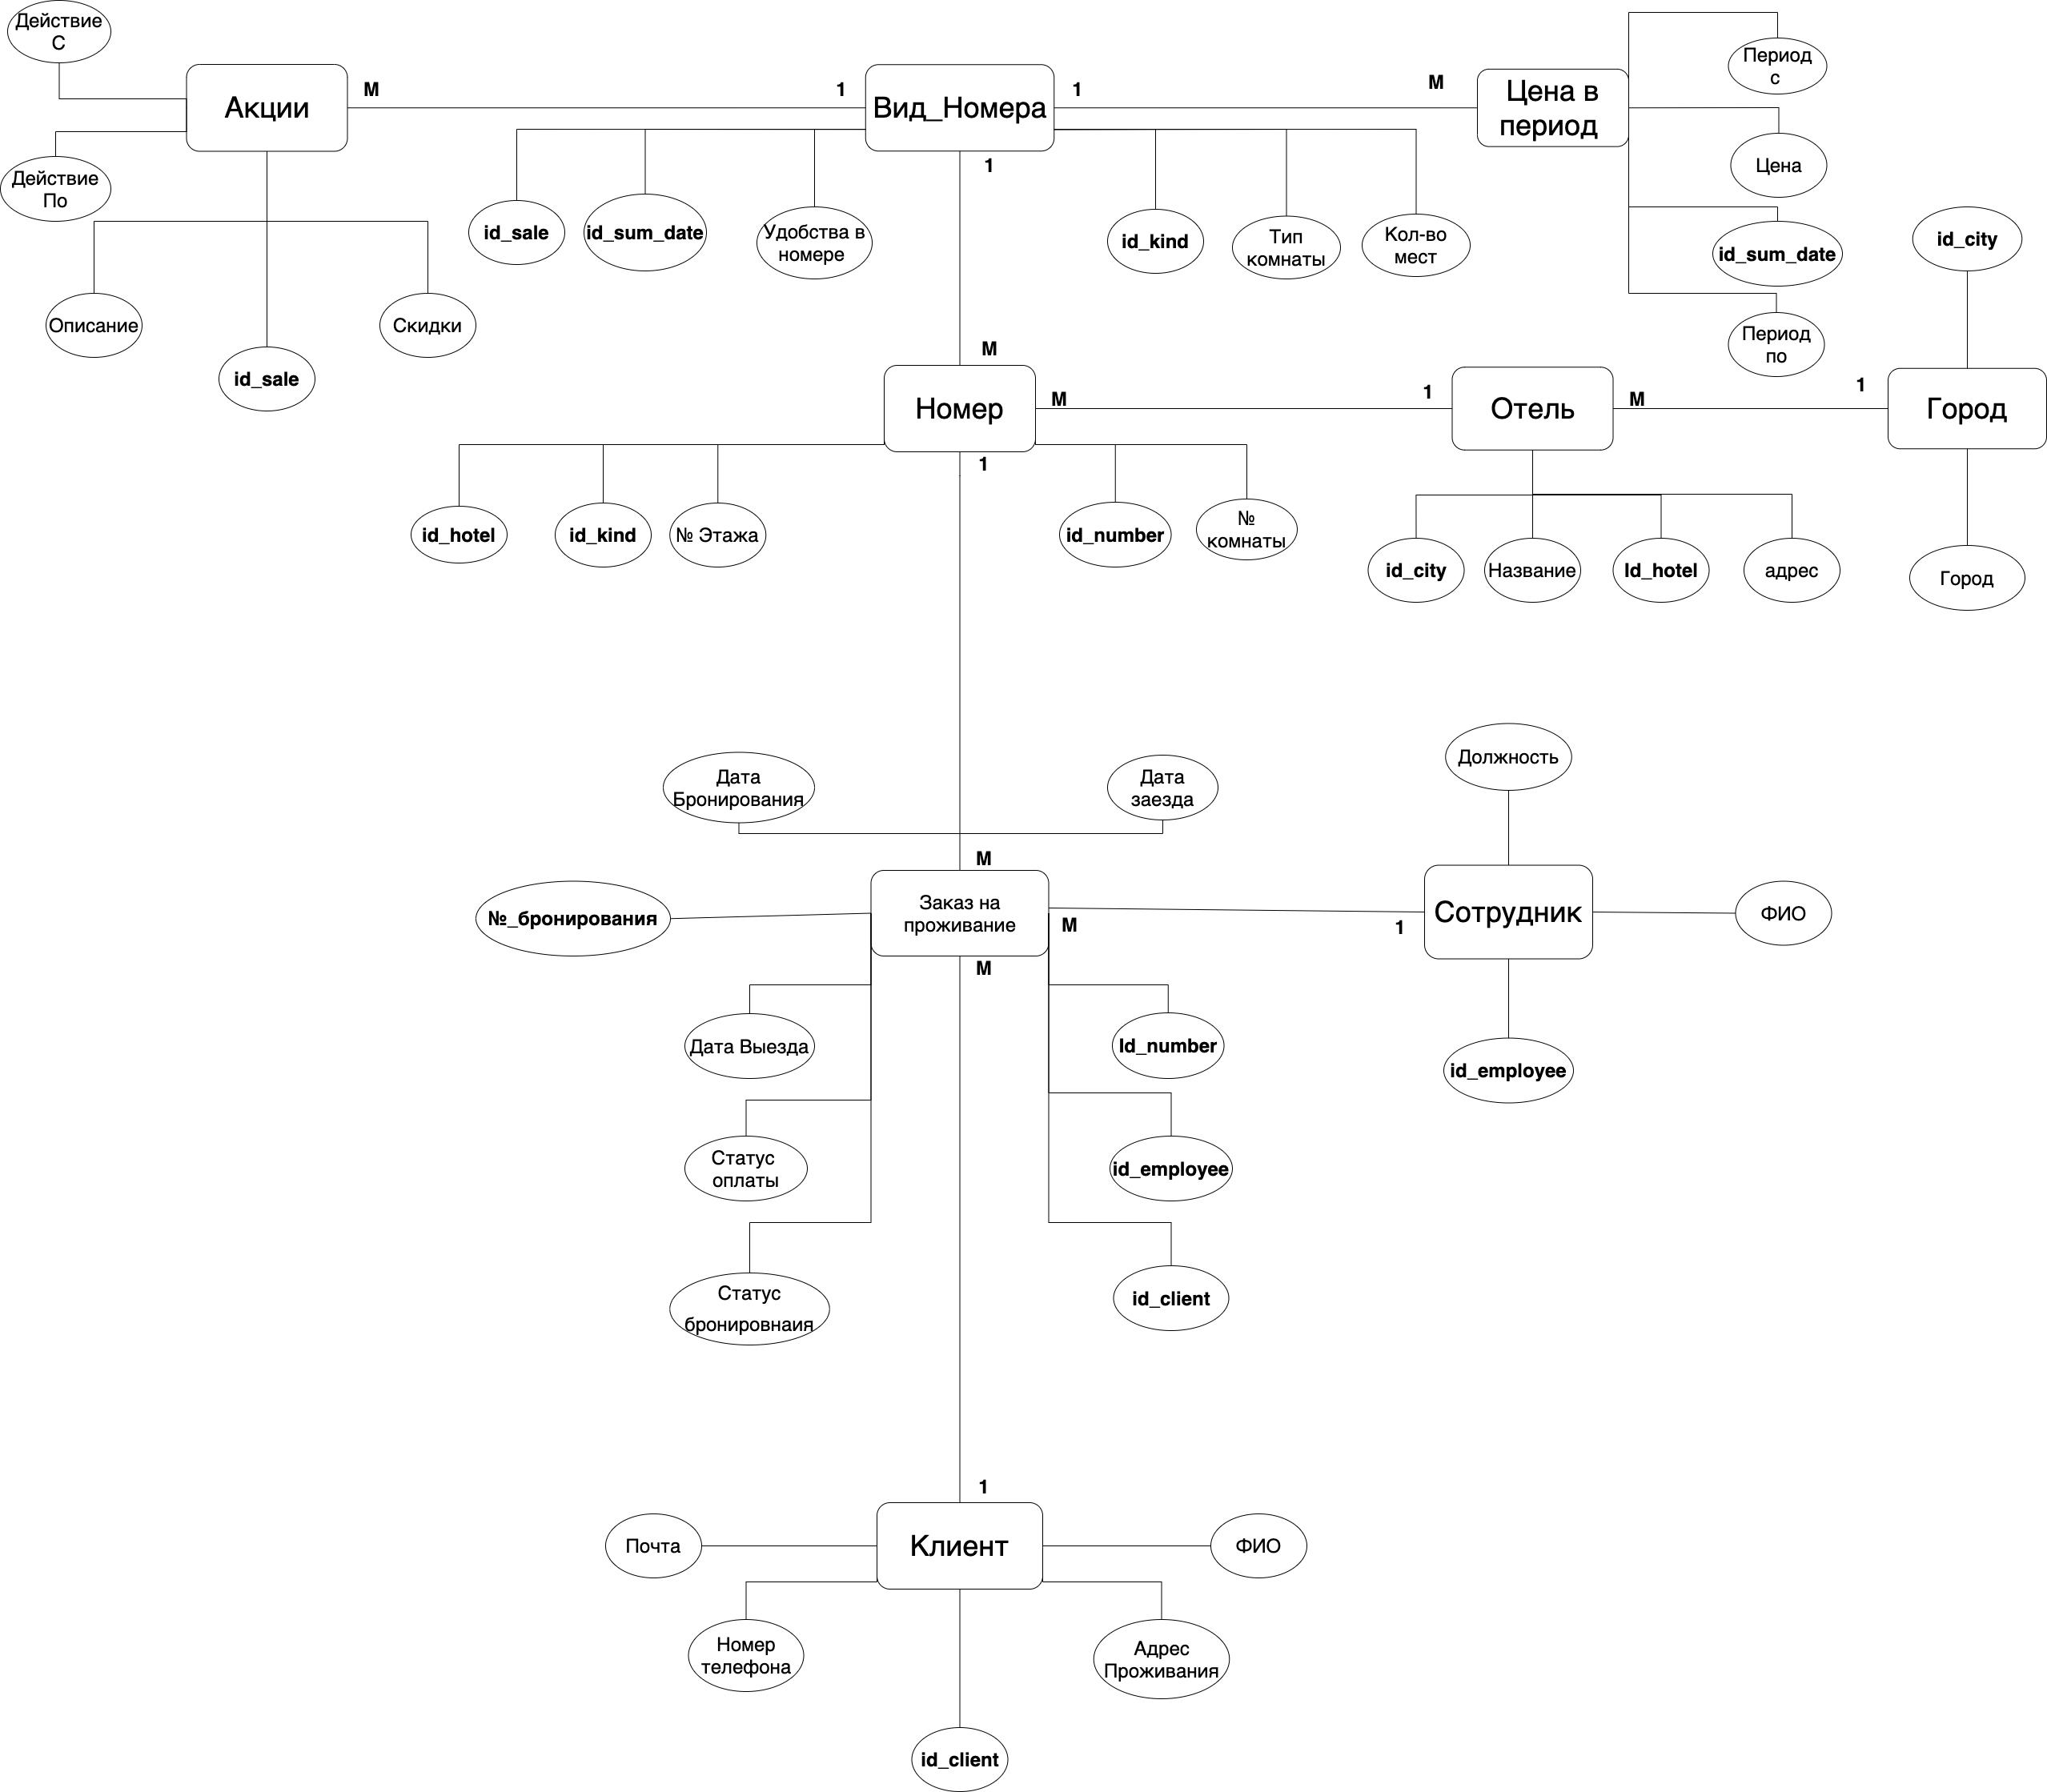 Действие
С
Акции
М
1
Вид_Номера
1
М
Цена в
период
Период
с
Действие
По
1
Цена
id_sale
id_sum_date
Удобства в
номере
id_kind
Тип
комнаты
Кол-во
мест
id_sum_date
id_city
Описание
id_sale
Скидки
Период
по
М
Номер
М
1
Отель
М
1
Город
1
id_hotel
id_kind
№ Этажа
id_number
№
комнаты
id_city
Название
Id_hotel
адрес
Город
Дата
Бронирования
Дата
заезда
Должность
М
№_бронирования
Заказ на
проживание
М
1
Сотрудник
ФИО
М
Дата Выезда
Id_number
id_employee
Статус
оплаты
id_employee
Статус
бронировнаия
id_client
1
Почта
Клиент
ФИО
Номер
телефона
Адрес
Проживания
id_client